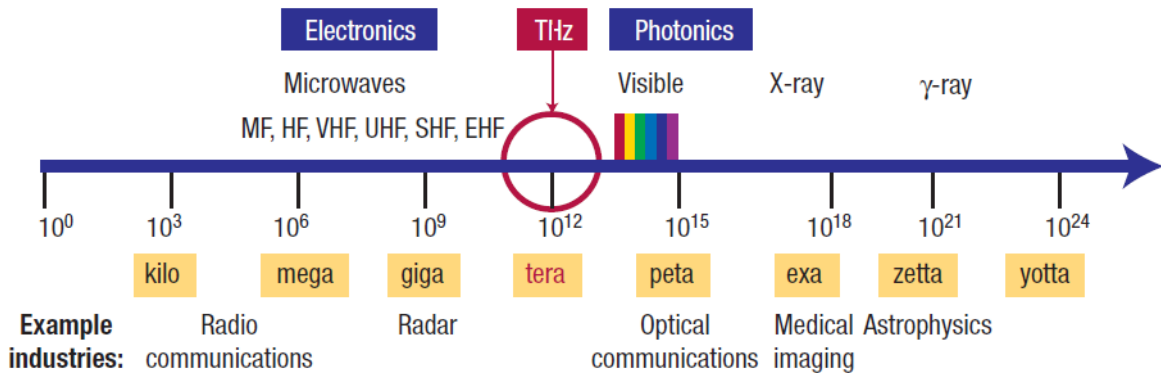 Electronics THz Photonics
Microwaves Visible X-ray γ-ray
MF, HF, VHF, UHF, SHF, EHF
10⁰ 10³ 10⁶ 10⁹ 10¹² 10¹⁵ 10¹⁸ 10²¹ 10²⁴
kilo mega giga tera peta exa zetta yotta
Example Radio Radar Optical Medical Astrophysics
industries: communications communications imaging